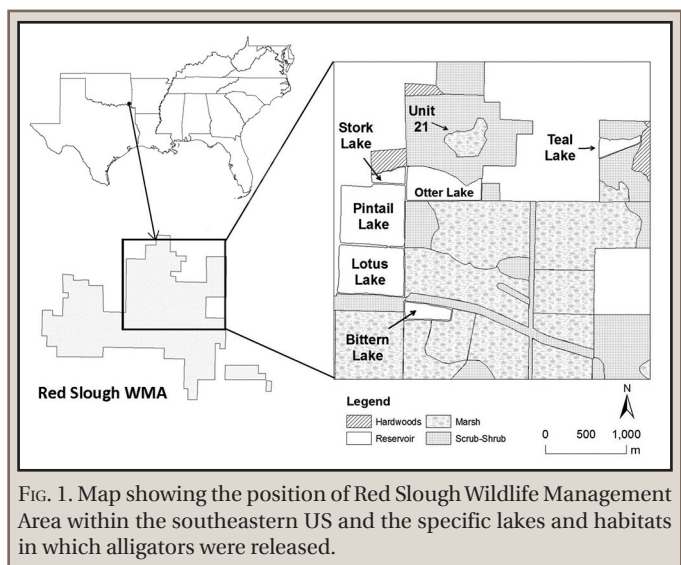 Unit
21
Stork
Lake
Teal
Lake
Otter Lake
Pintail
Lake
Lotus
Lake
Bittern
Lake
Red Slough WMA
Legend
Hardwoods
Marsh
Reservoir
Scrub-Shrub
N
0 500 1,000
m
FIG. 1. Map showing the position of Red Slough Wildlife Management
Area within the southeastern US and the specific lakes and habitats
in which alligators were released.